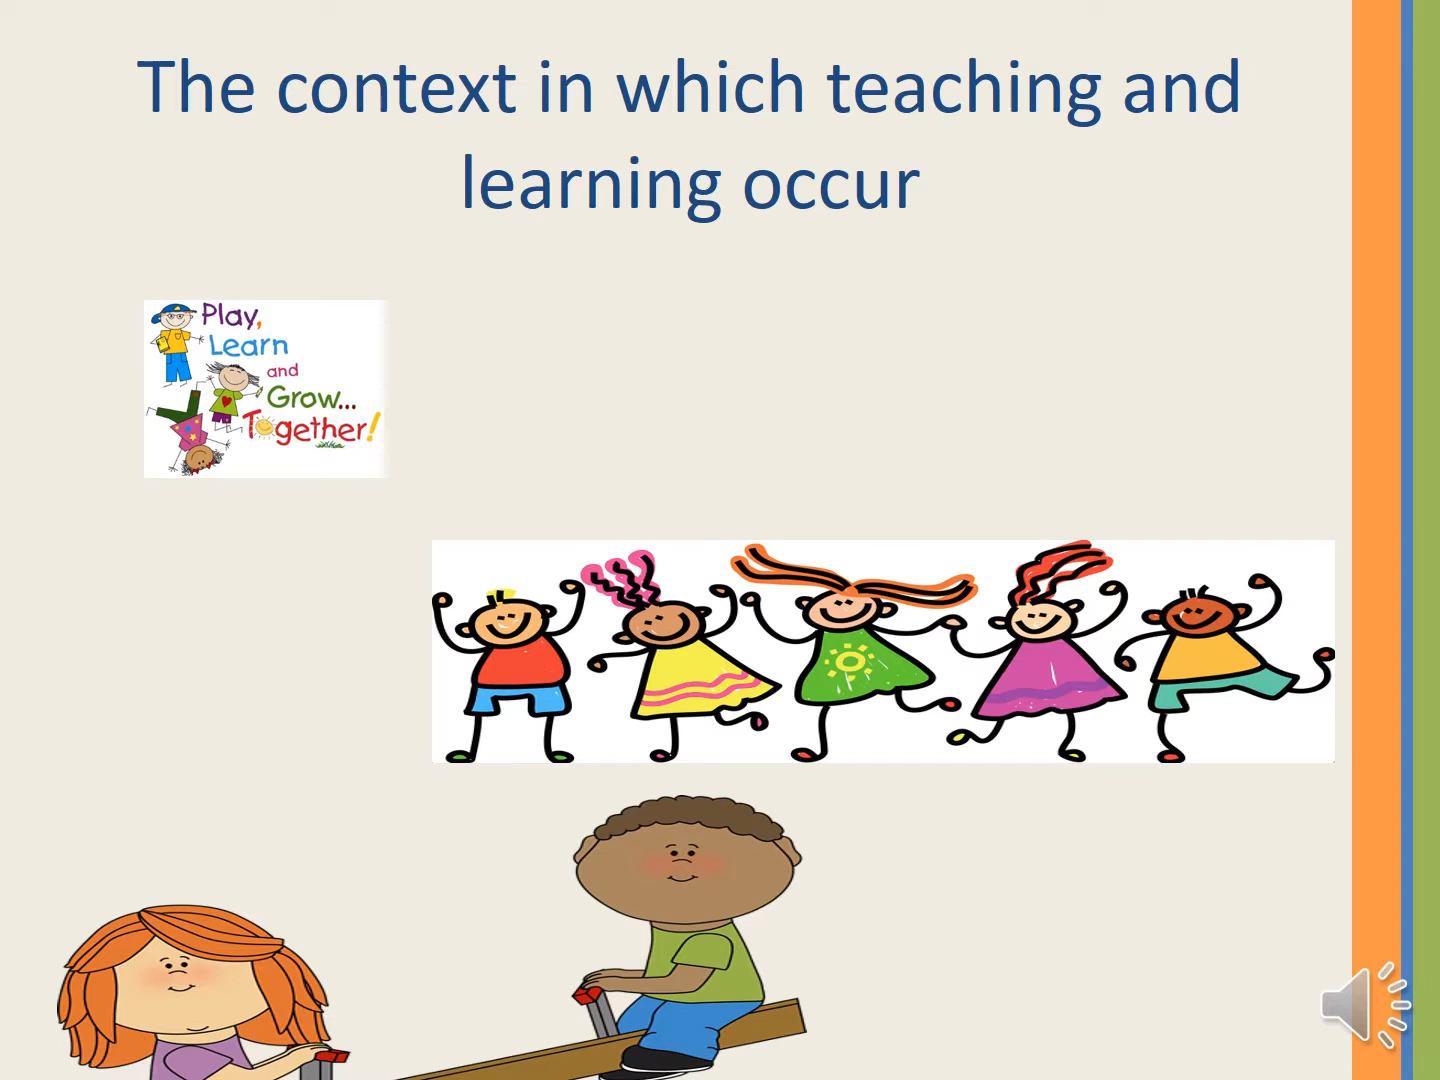 The context in which teaching and
learning occur
Play,
Learn
and
Grow...
Together!